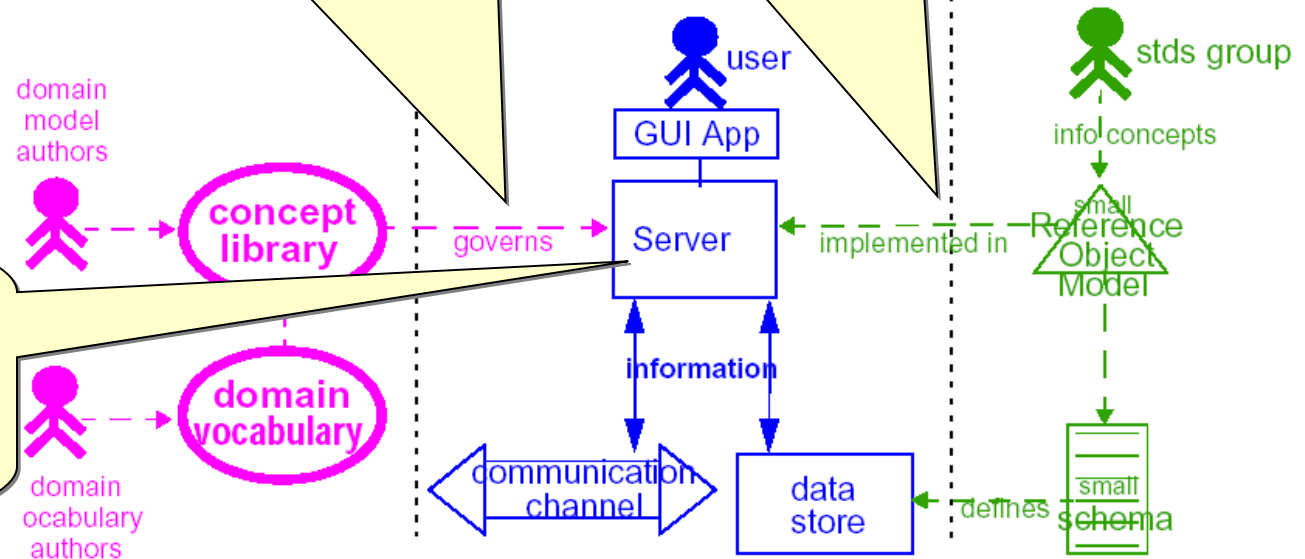 domain
model
authors
concept
library
governs
domain
vocabulary
domain
ocabulary
authors
user
GUI App
Server
information
communication
channel
data
store
implemented in
stds group
info concepts
small
Reference
Object
Model
defines
small
schema